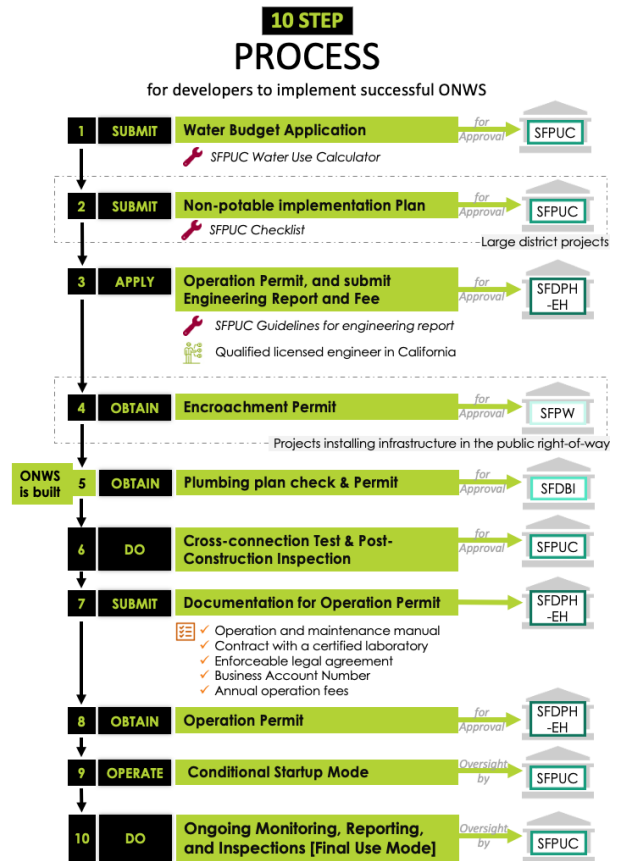 10 STEP
PROCESS
for developers to implement successful ONWS
1 SUBMIT Water Budget Application for Approval SFPUC
SFPUC Water Use Calculator
2 SUBMIT Non-potable implementation Plan for Approval SFPUC
SFPUC Checklist
Large district projects
3 APPLY Operation Permit, and submit
Engineering Report and Fee for Approval SFDPH
-EH
SFPUC Guidelines for engineering report
Qualified licensed engineer in California
4 OBTAIN Encroachment Permit for Approval SFPW
Projects installing infrastructure in the public right-of-way
ONWS
is built
5 OBTAIN Plumbing plan check & Permit for Approval SFDBI
6 DO Cross-connection Test & Post-
Construction Inspection for Approval SFPUC
7 SUBMIT Documentation for Operation Permit SFDPH
-EH
Operation and maintenance manual
Contract with a certified laboratory
Enforceable legal agreement
Business Account Number
Annual operation fees
8 OBTAIN Operation Permit for Approval SFDPH
-EH
9 OPERATE Conditional Startup Mode Oversight by SFPUC
10 DO Ongoing Monitoring, Reporting,
and Inspections [Final Use Mode] Oversight by SFPUC